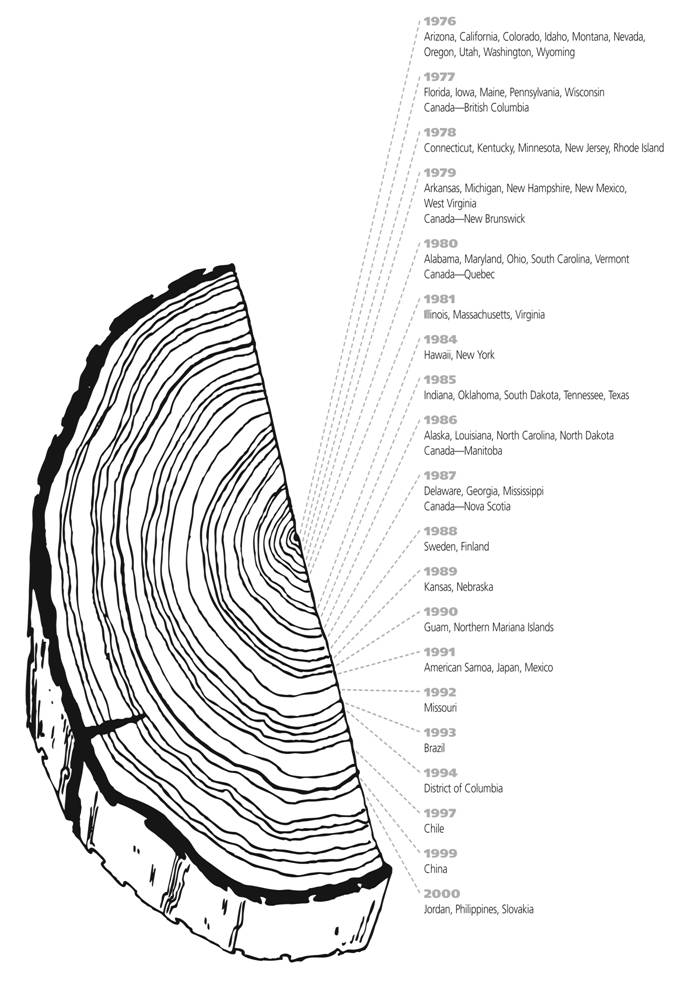 1976
Arizona, California, Colorado, Idaho, Montana, Nevada,
Oregon, Utah, Washington, Wyoming
1977
Florida, Iowa, Maine, Pennsylvania, Wisconsin
Canada—British Columbia
1978
Connecticut, Kentucky, Minnesota, New Jersey, Rhode Island
1979
Arkansas, Michigan, New Hampshire, New Mexico,
West Virginia
Canada—New Brunswick
1980
Alabama, Maryland, Ohio, South Carolina, Vermont
Canada—Quebec
1981
Illinois, Massachusetts, Virginia
1984
Hawaii, New York
1985
Indiana, Oklahoma, South Dakota, Tennessee, Texas
1986
Alaska, Louisiana, North Carolina, North Dakota
Canada—Manitoba
1987
Delaware, Georgia, Mississippi
Canada—Nova Scotia
1988
Sweden, Finland
1989
Kansas, Nebraska
1990
Guam, Northern Mariana Islands
1991
American Samoa, Japan, Mexico
1992
Missouri
1993
Brazil
1994
District of Columbia
1997
Chile
1999
China
2000
Jordan, Philippines, Slovakia